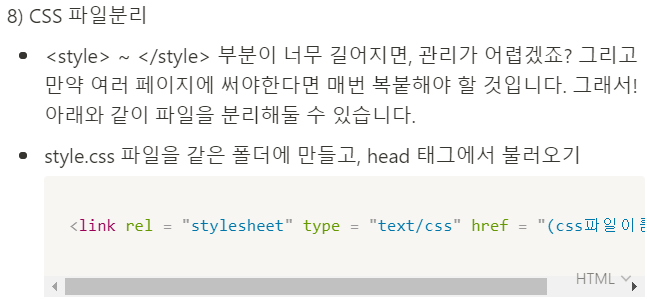 8) CSS 파일분리
• <style> ~ </style> 부분이 너무 길어지면, 관리가 어렵겠죠? 그리고
만약 여러 페이지에 써야한다면 매번 복붙해야 할 것입니다. 그래서!
아래와 같이 파일을 분리해둘 수 있습니다.
• style.css 파일을 같은 폴더에 만들고, head 태그에서 불러오기
<link rel = "stylesheet" type = "text/css" href = "(css파일이름
HTML